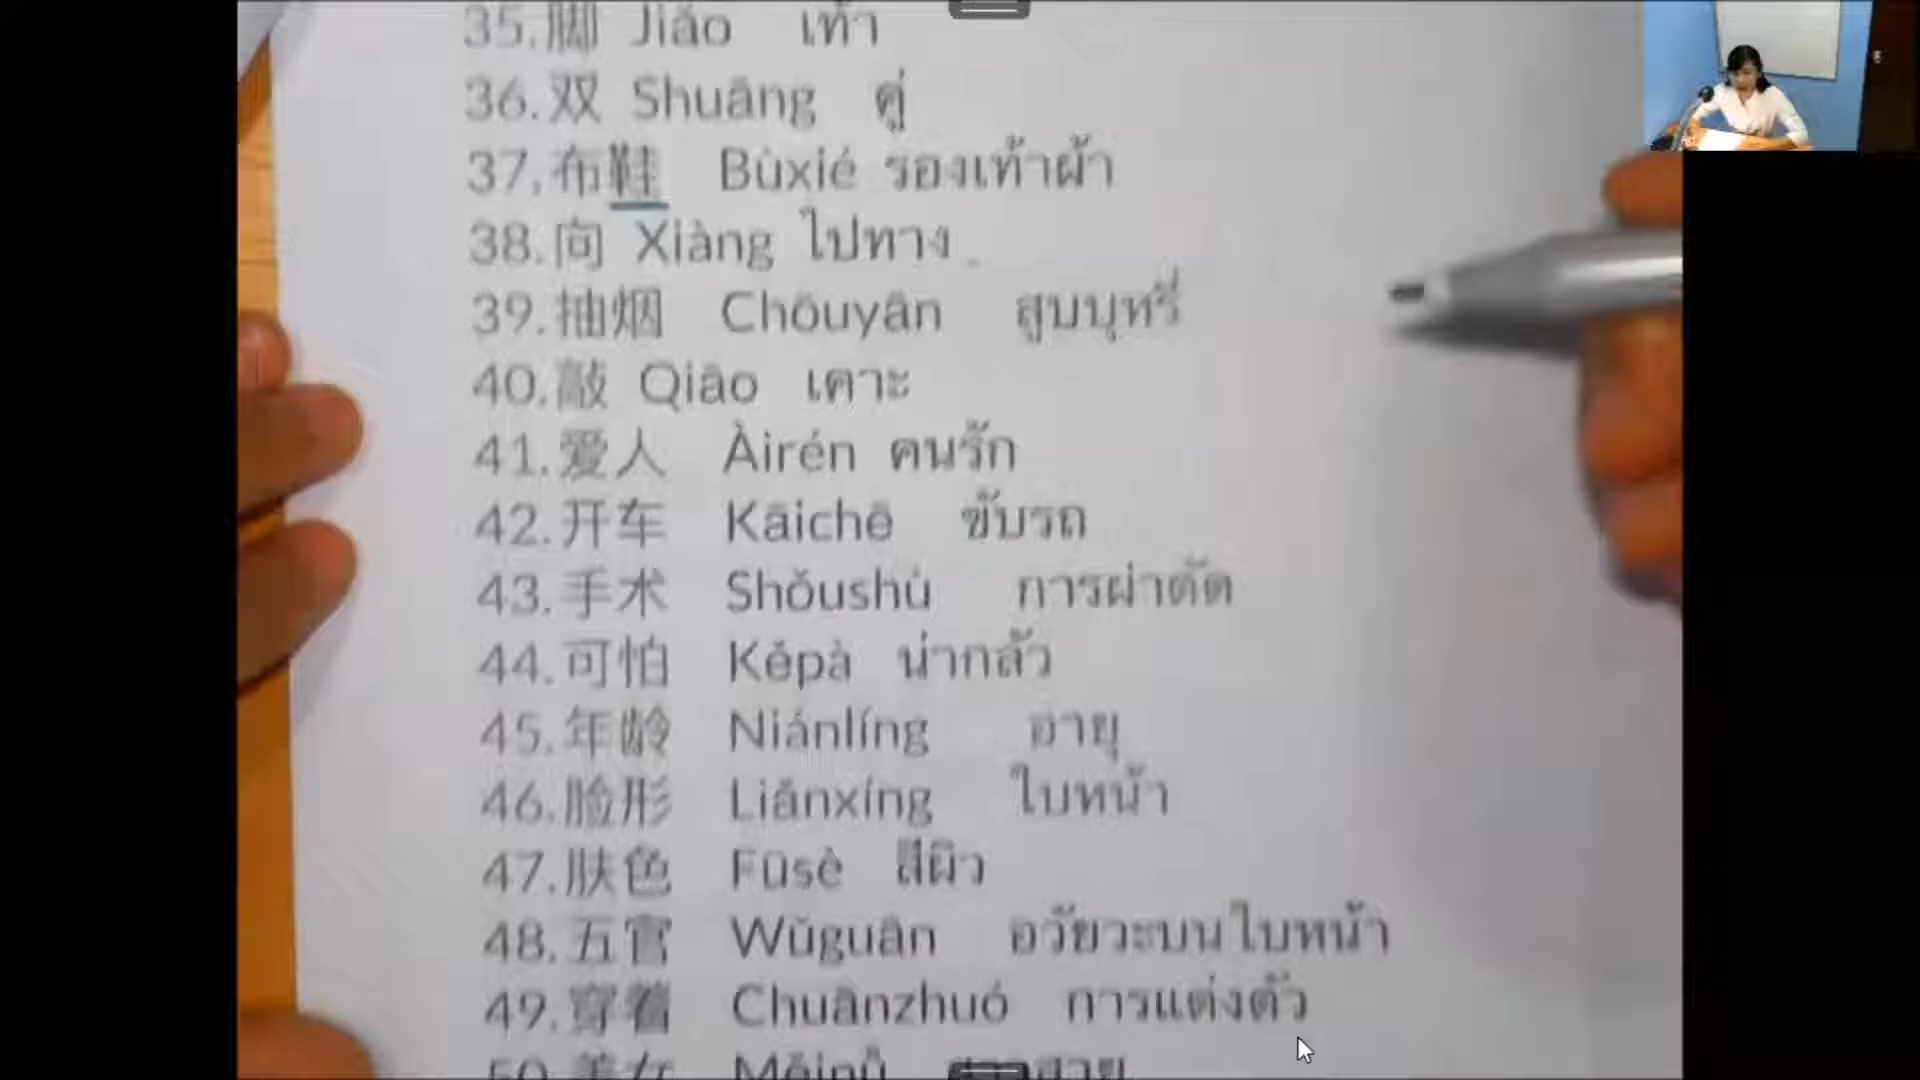 35.脚 Jiǎo เท้า
36.双 Shuāng คู่
37.布鞋 Bùxié รองเท้าผ้า
38.向 Xiàng ไปทาง
39.抽烟 Chōuyān สูบบุหรี่
40.敲 Qiāo เคาะ
41.爱人 Àirén คนรัก
42.开车 Kāichē ขับรถ
43.手术 Shǒushù การผ่าตัด
44.可怕 Kěpà น่ากลัว
45.年龄 Niánlíng อายุ
46.脸形 Liǎnxíng ใบหน้า
47.肤色 Fūsè สีผิว
48.五官 Wǔguān อวัยวะบนใบหน้า
49.穿着 Chuānzhuó การแต่งตัว
50.美女 Měinǚ